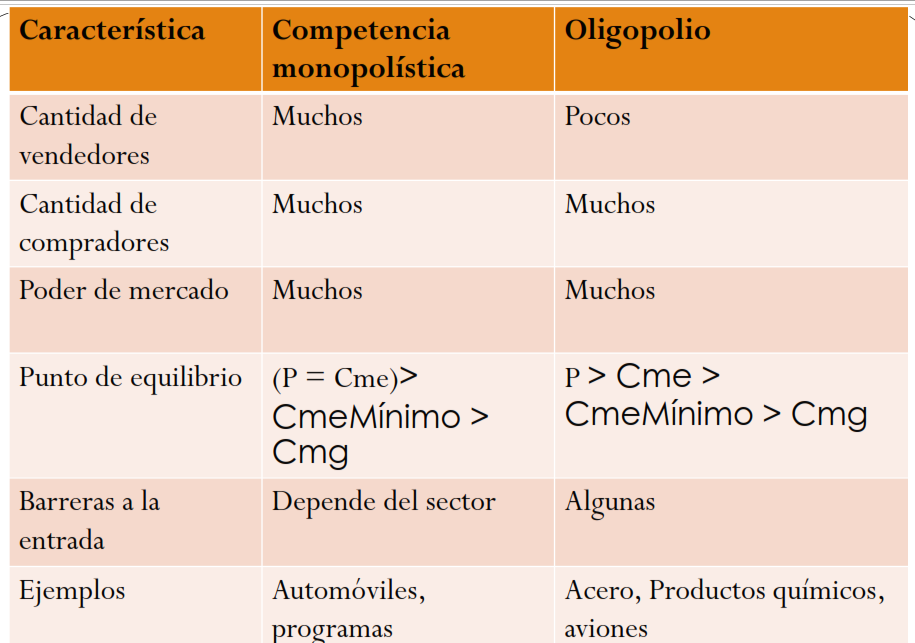 Característica
Competencia
monopolística
Oligopolio
Cantidad de
vendedores
Muchos
Pocos
Cantidad de
compradores
Muchos
Muchos
Poder de mercado
Muchos
Muchos
Punto de equilibrio
(P = Cme)>
CmeMínimo >
Cmg
P > Cme >
CmeMínimo > Cmg
Barreras a la
entrada
Depende del sector
Algunas
Ejemplos
Automóviles,
programas
Acero, Productos químicos,
aviones